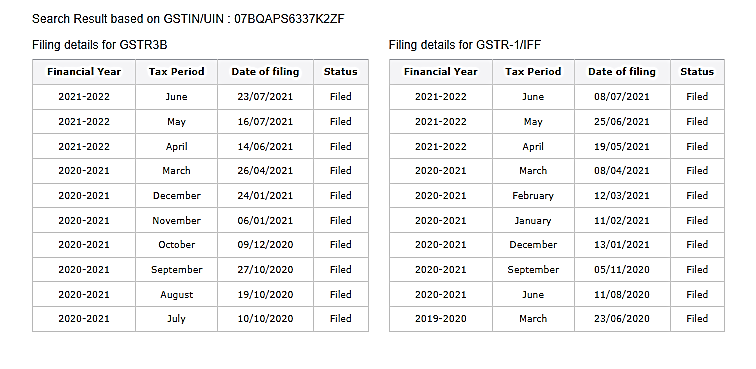 Search Result based on GSTIN/UIN : 07BQAPS6337K2ZF
Filing details for GSTR3B
Financial Year Tax Period Date of filing Status
2021-2022 June 23/07/2021 Filed
2021-2022 May 16/07/2021 Filed
2021-2022 April 14/06/2021 Filed
2020-2021 March 26/04/2021 Filed
2020-2021 December 24/01/2021 Filed
2020-2021 November 06/01/2021 Filed
2020-2021 October 09/12/2020 Filed
2020-2021 September 27/10/2020 Filed
2020-2021 August 19/10/2020 Filed
2020-2021 July 10/10/2020 Filed
Filing details for GSTR-1/IFF
Financial Year Tax Period Date of filing Status
2021-2022 June 08/07/2021 Filed
2021-2022 May 25/06/2021 Filed
2021-2022 April 19/05/2021 Filed
2020-2021 March 08/04/2021 Filed
2020-2021 February 12/03/2021 Filed
2020-2021 January 11/02/2021 Filed
2020-2021 December 13/01/2021 Filed
2020-2021 September 05/11/2020 Filed
2020-2021 June 11/08/2020 Filed
2019-2020 March 23/06/2020 Filed